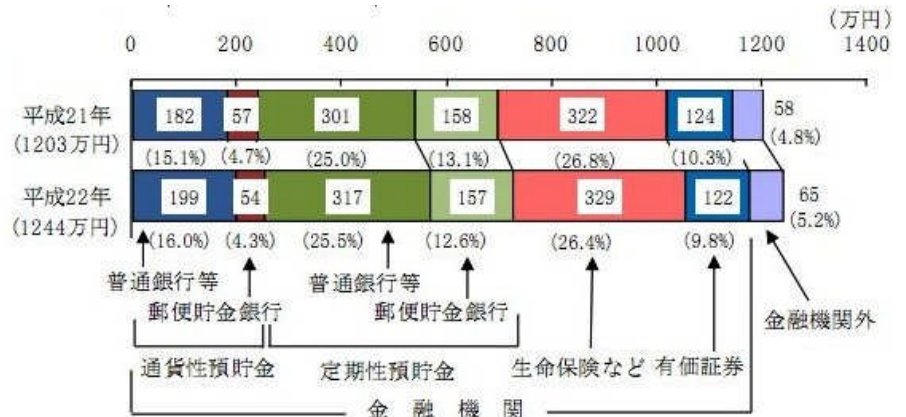 (万円)
0 200 400 600 800 1000 1200 1400
平成21年
(1203万円)
182 57 301 158 322 124 58
(15.1%) (4.7%) (25.0%) (13.1%) (26.8%) (10.3%) (4.8%)
平成22年
(1244万円)
199 54 317 157 329 122 65
(16.0%) (4.3%) (25.5%) (12.6%) (26.4%) (9.8%) (5.2%)
普通銀行等 普通銀行等
郵便貯金銀行 郵便貯金銀行 金融機関外
通貨性預貯金 定期性預貯金 生命保険など 有価証券
金融機関